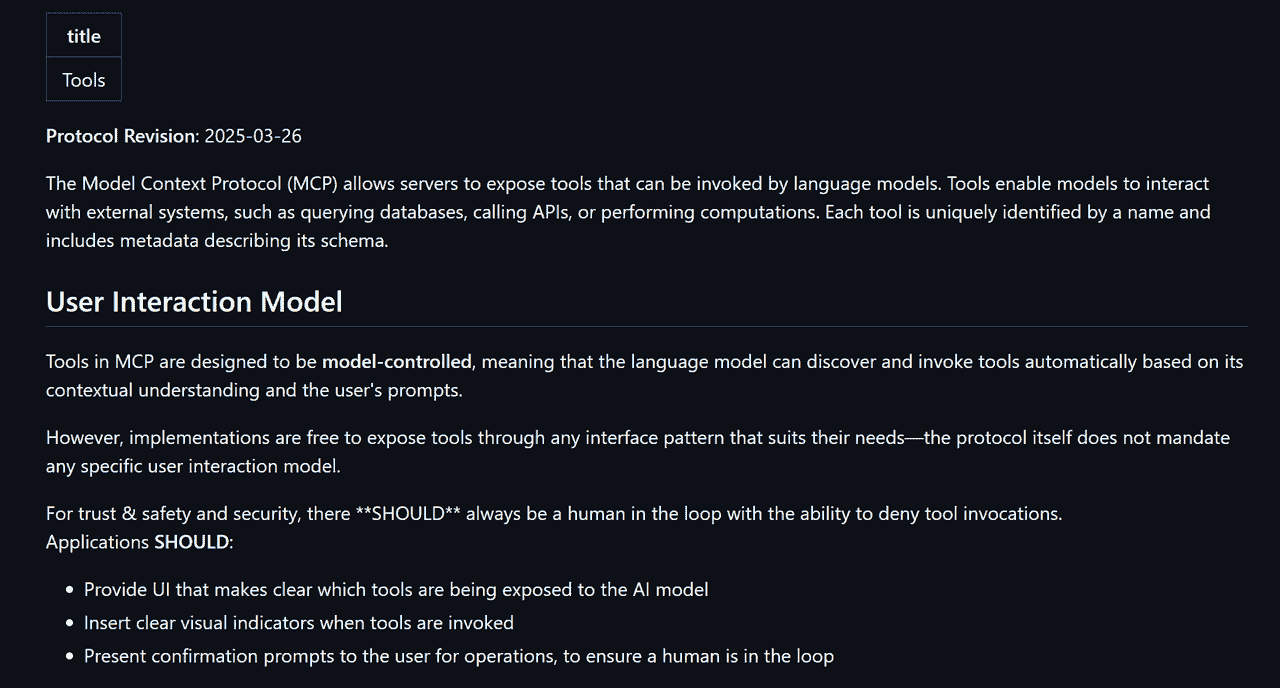 title
Tools
Protocol Revision: 2025-03-26
The Model Context Protocol (MCP) allows servers to expose tools that can be invoked by language models. Tools enable models to interact
with external systems, such as querying databases, calling APIs, or performing computations. Each tool is uniquely identified by a name and
includes metadata describing its schema.
User Interaction Model
Tools in MCP are designed to be model-controlled, meaning that the language model can discover and invoke tools automatically based on its
contextual understanding and the user's prompts.
However, implementations are free to expose tools through any interface pattern that suits their needs—the protocol itself does not mandate
any specific user interaction model.
For trust & safety and security, there **SHOULD** always be a human in the loop with the ability to deny tool invocations.
Applications SHOULD:
• Provide UI that makes clear which tools are being exposed to the AI model
• Insert clear visual indicators when tools are invoked
• Present confirmation prompts to the user for operations, to ensure a human is in the loop